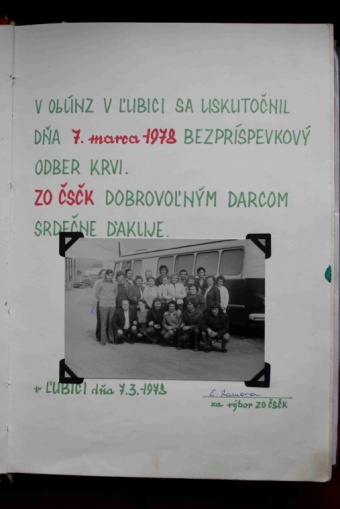 V OBÚNZ V ĽUBICI SA USKUTOČNIL
DŇA 7. marca 1978 BEZPRÍSPEVKOVÝ
ODBER KRVI.
ZO ČSČK DOBROVOĽNÝM DARCOM
SRDEČNE ĎAKUJE.
v ĽUBICI dňa 7.3.1978
za výbor ZO ČSČK